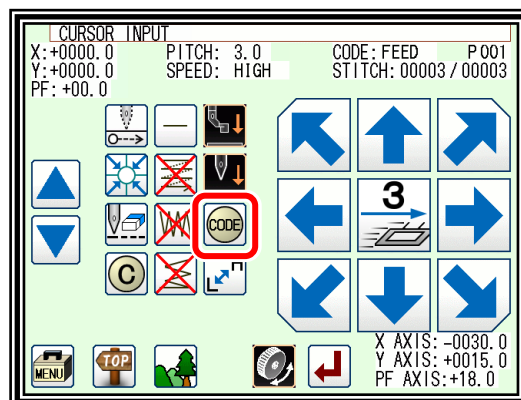 CURSOR INPUT
X:+0000.0 PITCH: 3.0 CODE:FEED P001
Y:+0000.0 SPEED: HIGH STITCH:00003/00003
PF:+00.0
3
CODE
C
X AXIS:-0030.0
Y AXIS:+0015.0
PF AXIS:+18.0
MENU TOP